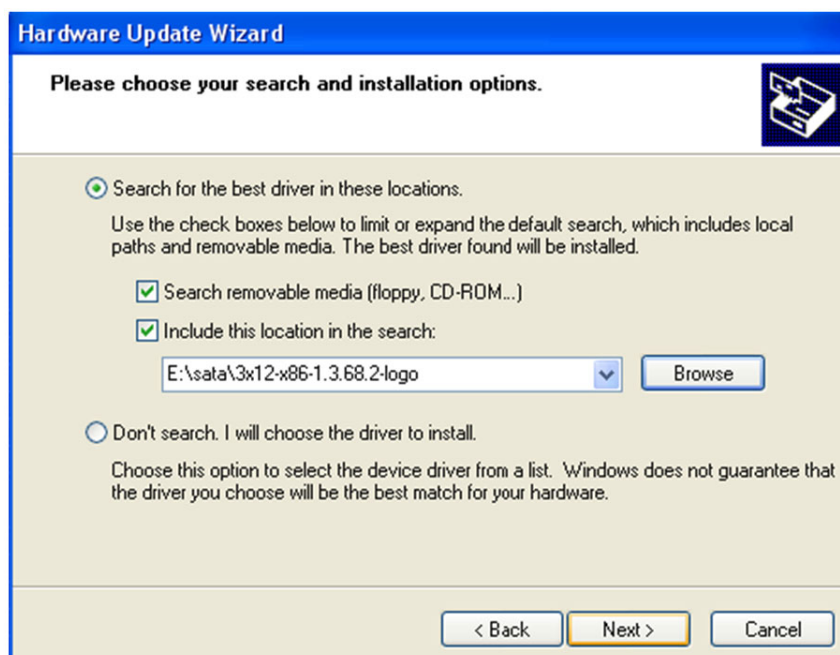 Hardware Update Wizard
Please choose your search and installation options.
Search for the best driver in these locations.
Use the check boxes below to limit or expand the default search, which includes local
paths and removable media. The best driver found will be installed.
Search removable media (floppy, CD-ROM...)
Include this location in the search:
E:\sata\3x12-x86-1.3.68.2-logo
Browse
Don't search. I will choose the driver to install.
Choose this option to select the device driver from a list. Windows does not guarantee that
the driver you choose will be the best match for your hardware.
< Back
Next >
Cancel